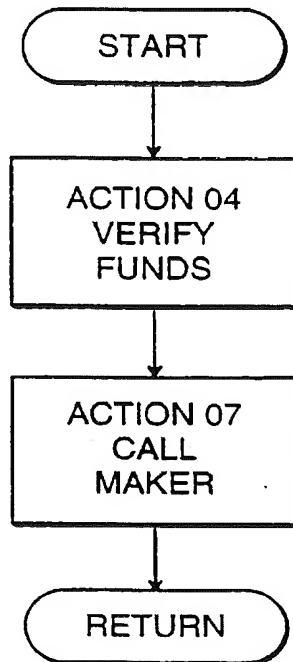 START
ACTION 04
VERIFY
FUNDS
ACTION 07
CALL
MAKER
RETURN